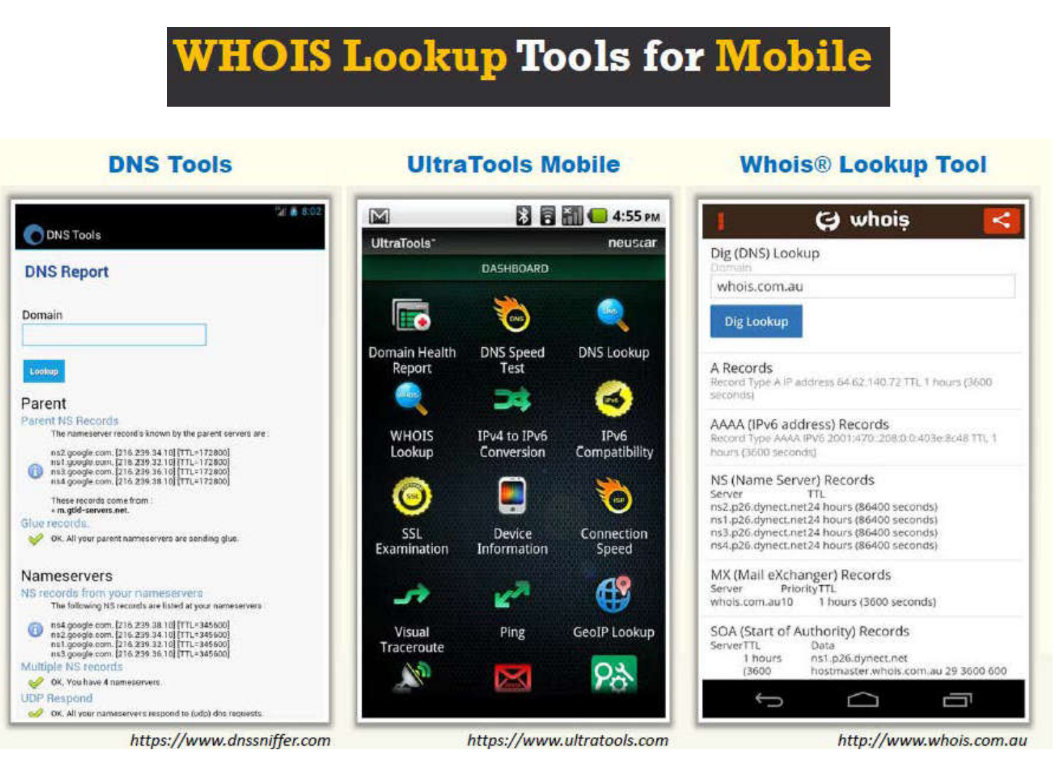 WHOIS Lookup Tools for Mobile
DNS Tools
8:02
DNS Tools
DNS Report
Domain
Lookup
Parent
Parent NS Records
The nameserver records known by the parent servers are :
ns2.google.com. [216.239.34.10] [TTL=172800]
ns1.google.com. [216.239.32.10] [TTL=172800]
ns3.google.com. [216.239.36.10] [TTL=172800]
ns4.google.com. [216.239.38.10] [TTL=172800]
These records come from :
+ m.gtld-servers.net.
Glue records.
OK. All your parent nameservers are sending glue.
Nameservers
NS records from your nameservers
The following NS records are listed at your nameservers
ns4.google.com. [216.239.38.10] [TTL=345600]
ns2.google.com. [216.239.34.10] [TTL=345600]
ns1.google.com. [216.239.32.10] [TTL=345600]
ns3.google.com. [216.239.36.10] [TTL=345600]
Multiple NS records
OK. You have 4 nameservers.
UDP Respond
OK. All your nameservers respond to (udp) dns requests.
https://www.dnssniffer.com
UltraTools Mobile
4:55 PM
UltraTools™
neustar
DASHBOARD
DNS
DNS
Domain Health Report
DNS Speed Test
DNS Lookup
IPv6
WHOIS Lookup
IPv4 to IPv6 Conversion
IPv6 Compatibility
SSL
ISP
SSL Examination
Device Information
Connection Speed
Visual Traceroute
Ping
GeoIP Lookup
https://www.ultratools.com
Whois® Lookup Tool
whois
Dig (DNS) Lookup
Domain
whois.com.au
Dig Lookup
A Records
Record Type A IP address 64.62.140.72 TTL 1 hours (3600
seconds)
AAAA (IPv6 address) Records
Record Type AAAA IPV6 2001:470::208:0:0:403e:8c48 TTL 1
hours (3600 seconds)
NS (Name Server) Records
Server TTL
ns2.p26.dynect.net24 hours (86400 seconds)
ns1.p26.dynect.net24 hours (86400 seconds)
ns3.p26.dynect.net24 hours (86400 seconds)
ns4.p26.dynect.net24 hours (86400 seconds)
MX (Mail eXchanger) Records
Server PriorityTTL
whois.com.au10 1 hours (3600 seconds)
SOA (Start of Authority) Records
ServerTTL Data
1 hours ns1.p26.dynect.net
(3600 hostmaster.whois.com.au 29 3600 600
http://www.whois.com.au